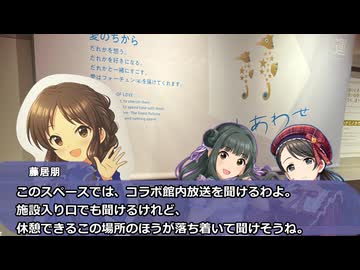 愛のちから
だれかを想う。
だれかを好きになる。
だれかと一緒にすごす。
愛はフォーチュン(e)を届けてくれます。
OF LOVE
あわせ
藤居朋
このスペースでは、コラボ館内放送を聞けるわよ。
施設入り口でも聞けるけれど、
休憩できるこの場所のほうが落ち着いて聞けそうね。